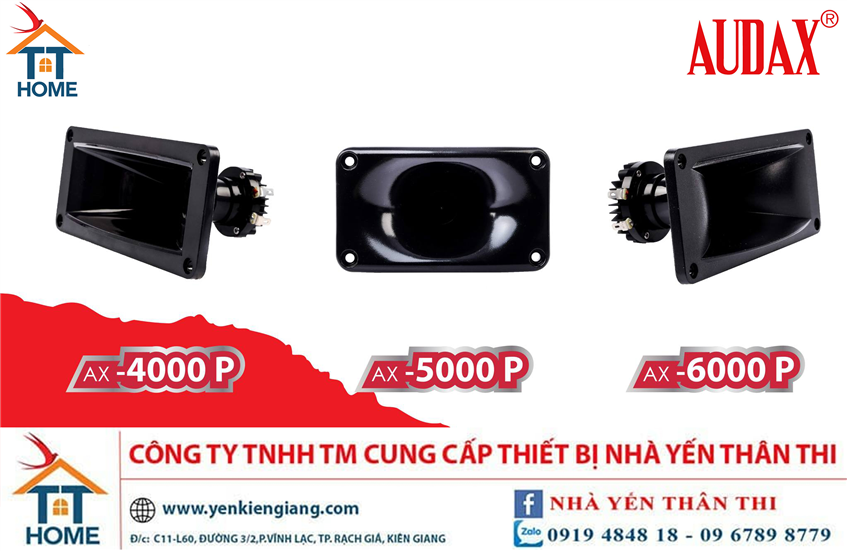 TT
HOME
AUDAX®
AX -4000 P
AX -5000 P
AX -6000 P
TT
HOME
CÔNG TY TNHH TM CUNG CẤP THIẾT BỊ NHÀ YẾN THÂN THI
www.yenkiengiang.com
Đ/c: C11-L60, ĐƯỜNG 3/2,P.VĨNH LẠC, TP. RẠCH GIÁ, KIÊN GIANG
f NHÀ YẾN THÂN THI
Zalo 0919 4848 18 - 09 6789 8779